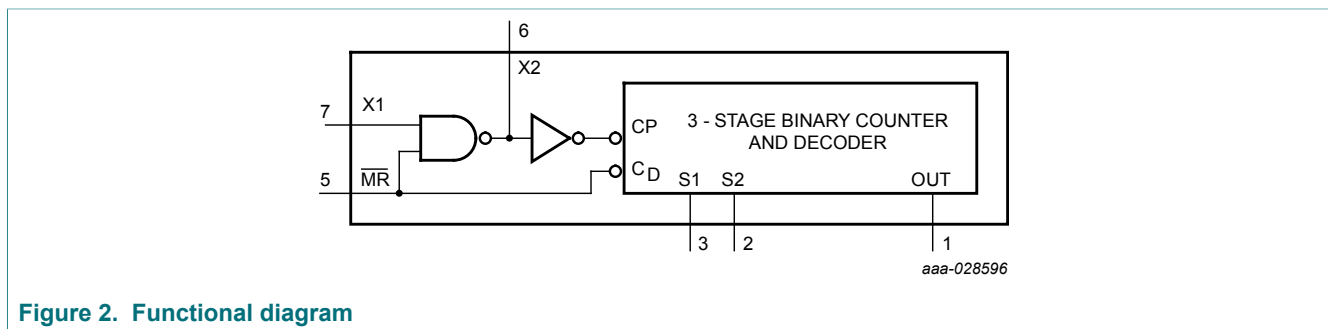 6
X2
7
X1
CP
3 - STAGE BINARY COUNTER
AND DECODER
5
MR
CD
S1
S2
OUT
3
2
1
aaa-028596
Figure 2. Functional diagram